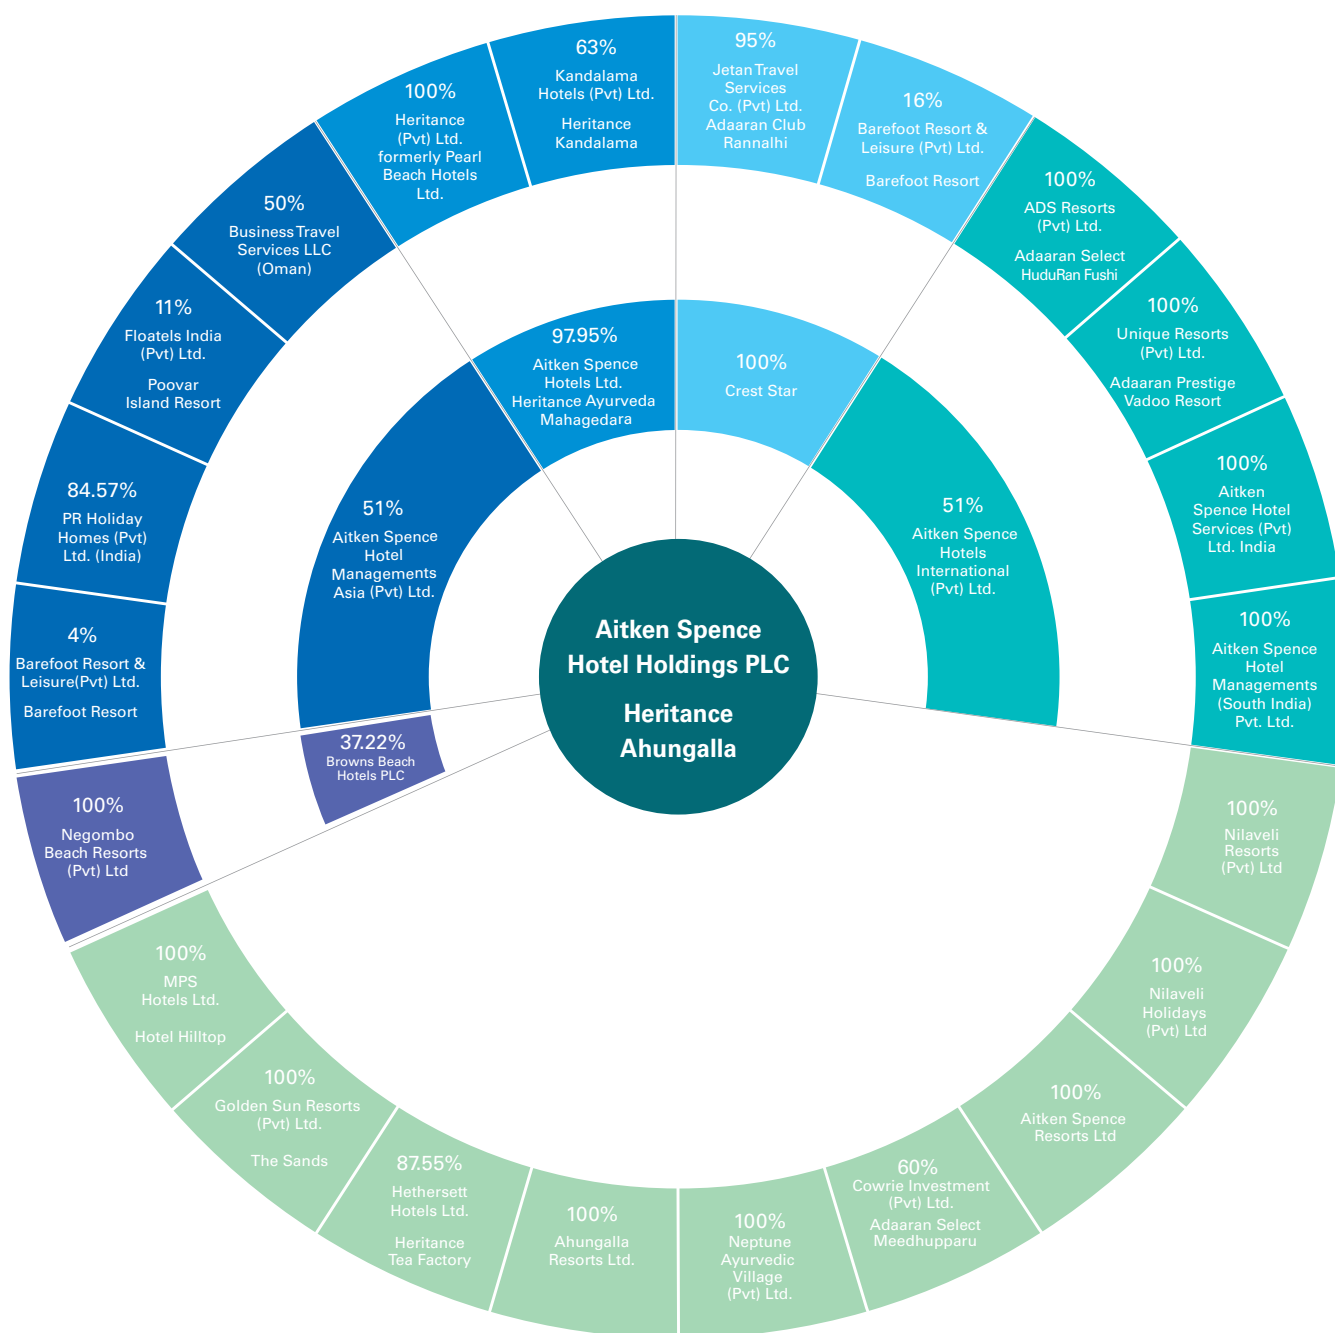 63%
Kandalama
Hotels (Pvt) Ltd.
Heritance
Kandalama
95%
Jetan Travel
Services
Co. (Pvt) Ltd.
Adaaran Club
Rannalhi
16%
Barefoot Resort &
Leisure (Pvt) Ltd.
Barefoot Resort
100%
ADS Resorts
(Pvt) Ltd.
Adaaran Select
HuduRan Fushi
100%
Unique Resorts
(Pvt) Ltd.
Adaaran Prestige
Vadoo Resort
100%
Aitken
Spence Hotel
Services (Pvt)
Ltd. India
100%
Aitken Spence
Hotel
Managements
(South India)
Pvt. Ltd.
100%
Nilaveli
Resorts
(Pvt) Ltd
100%
Nilaveli
Holidays
(Pvt) Ltd
100%
Aitken Spence
Resorts Ltd
60%
Cowrie Investment
(Pvt) Ltd.
Adaaran Select
Meedhupparu
100%
Neptune
Ayurvedic
Village
(Pvt) Ltd.
100%
Ahungalla
Resorts Ltd.
87.55%
Hethersett
Hotels Ltd.
Heritance
Tea Factory
100%
Golden Sun Resorts
(Pvt) Ltd.
The Sands
100%
MPS
Hotels Ltd.
Hotel Hilltop
100%
Negombo
Beach Resorts
(Pvt) Ltd
4%
Barefoot Resort &
Leisure(Pvt) Ltd.
Barefoot Resort
84.57%
PR Holiday
Homes (Pvt)
Ltd. (India)
11%
Floatels India
(Pvt) Ltd.
Poovar
Island Resort
50%
Business Travel
Services LLC
(Oman)
100%
Heritance
(Pvt) Ltd.
formerly Pearl
Beach Hotels
Ltd.
97.95%
Aitken Spence
Hotels Ltd.
Heritance Ayurveda
Mahagedara
100%
Crest Star
51%
Aitken Spence
Hotels
International
(Pvt) Ltd.
51%
Aitken Spence
Hotel
Managements
Asia (Pvt) Ltd.
37.22%
Browns Beach
Hotels PLC
Aitken Spence
Hotel Holdings PLC
Heritance
Ahungalla